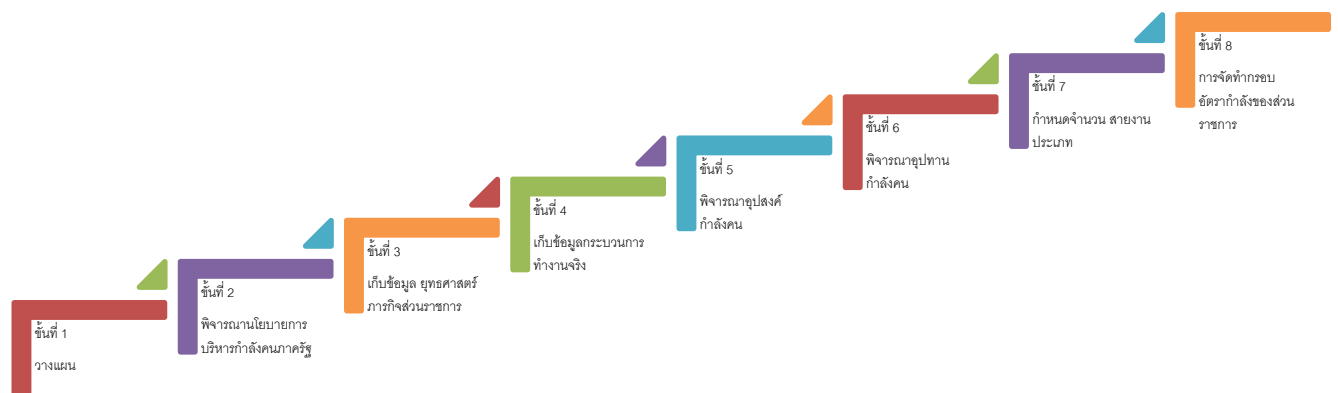 ขั้นที่ 1
วางแผน
ขั้นที่ 2
พิจารณานโยบายการ
บริหารกำลังคนภาครัฐ
ขั้นที่ 3
เก็บข้อมูล ยุทธศาสตร์
ภารกิจส่วนราชการ
ขั้นที่ 4
เก็บข้อมูลกระบวนการ
ทำงานจริง
ขั้นที่ 5
พิจารณาอุปสงค์
กำลังคน
ขั้นที่ 6
พิจารณาอุปทาน
กำลังคน
ขั้นที่ 7
กำหนดจำนวน สายงาน
ประเภท
ขั้นที่ 8
การจัดทำกรอบ
อัตรากำลังของส่วน
ราชการ